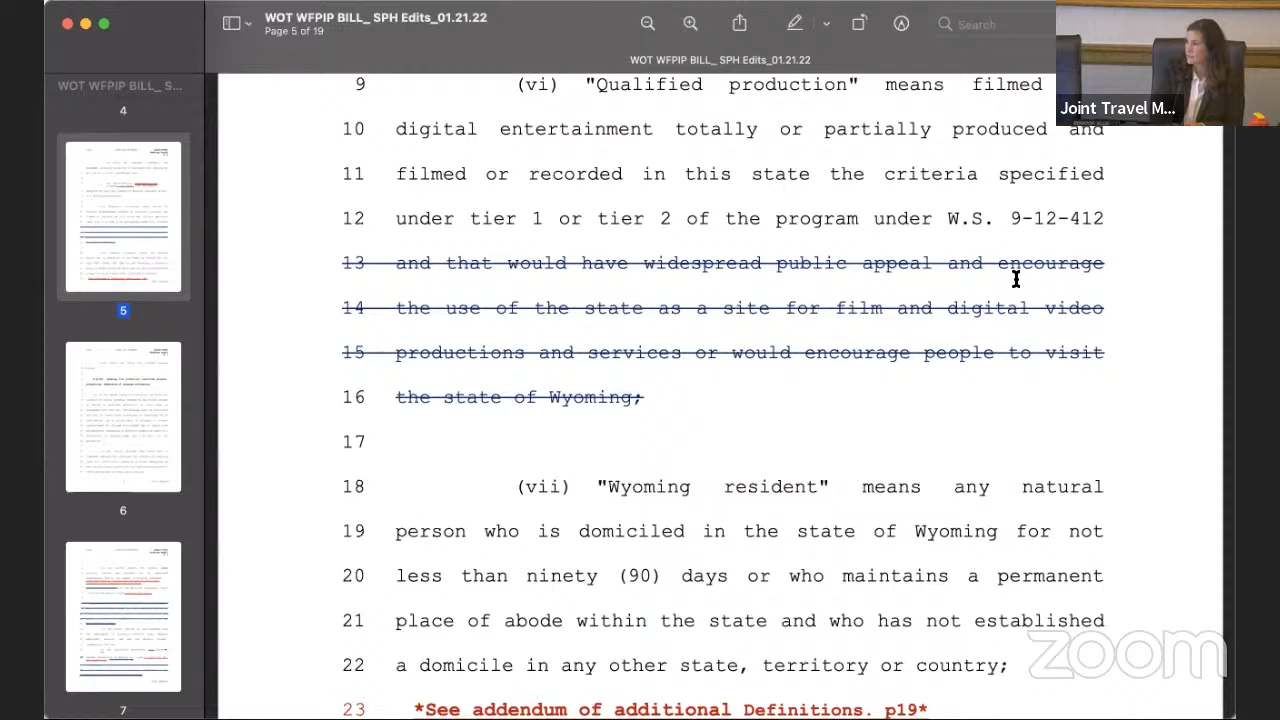 WOT WFPIP BILL_ SPH Edits_01.21.22
Page 5 of 19
Search
WOT WFPIP BILL_ SPH Edits_01.21.22
WOT WFPIP BILL_ S...
4
5
6
7
9 (vi) "Qualified production" means filmed
10 digital entertainment totally or partially produced and
11 filmed or recorded in this state the criteria specified
12 under tier 1 or tier 2 of the program under W.S. 9-12-412
13 and that would have widespread public appeal and encourage
14 the use of the state as a site for film and digital video
15 productions and services or would encourage people to visit
16 the state of Wyoming;
17
18 (vii) "Wyoming resident" means any natural
19 person who is domiciled in the state of Wyoming for not
20 less than ninety (90) days or who maintains a permanent
21 place of abode within the state and who has not established
22 a domicile in any other state, territory or country;
23 *See addendum of additional Definitions. p19*
Joint Travel M...
zoom